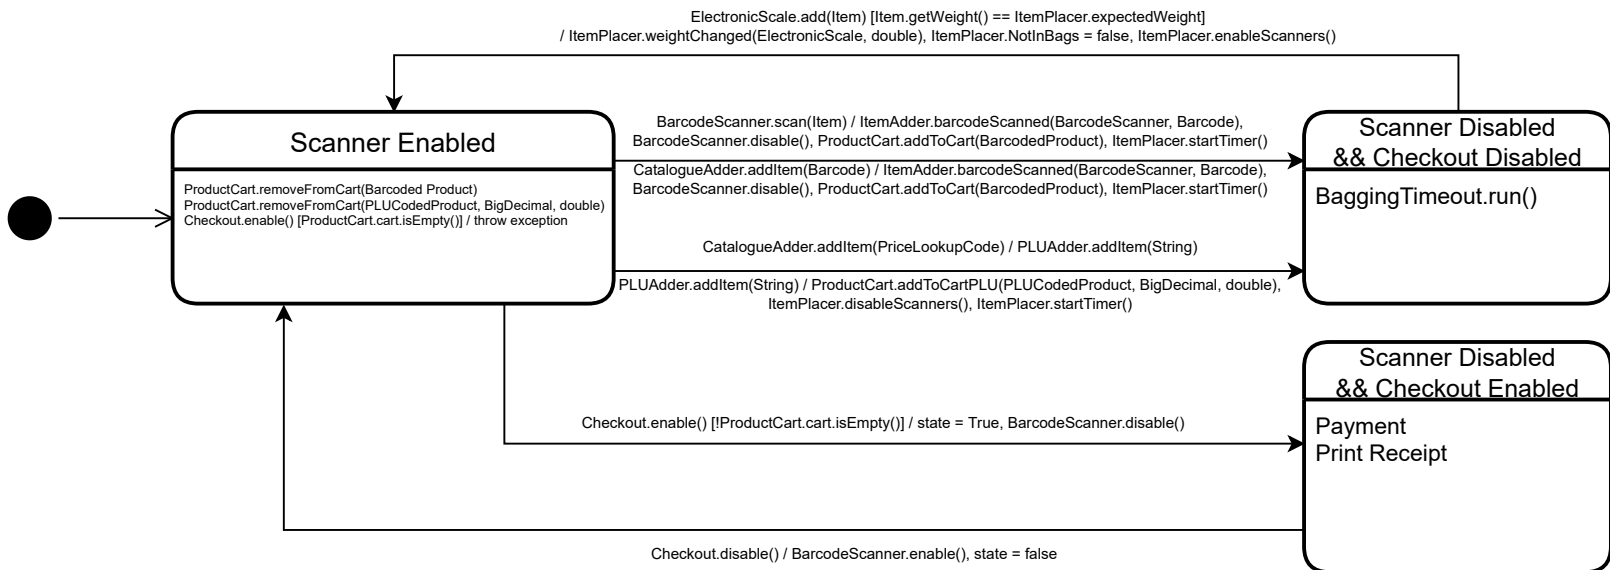 ElectronicScale.add(Item) [Item.getWeight() == ItemPlacer.expectedWeight]
/ ItemPlacer.weightChanged(ElectronicScale, double), ItemPlacer.NotInBags = false, ItemPlacer.enableScanners()
Scanner Enabled
ProductCart.removeFromCart(Barcoded Product)
ProductCart.removeFromCart(PLUCodedProduct, BigDecimal, double)
Checkout.enable() [ProductCart.cart.isEmpty()] / throw exception
BarcodeScanner.scan(Item) / ItemAdder.barcodeScanned(BarcodeScanner, Barcode),
BarcodeScanner.disable(), ProductCart.addToCart(BarcodedProduct), ItemPlacer.startTimer()
CatalogueAdder.addItem(Barcode) / ItemAdder.barcodeScanned(BarcodeScanner, Barcode),
BarcodeScanner.disable(), ProductCart.addToCart(BarcodedProduct), ItemPlacer.startTimer()
CatalogueAdder.addItem(PriceLookupCode) / PLUAdder.addItem(String)
PLUAdder.addItem(String) / ProductCart.addToCartPLU(PLUCodedProduct, BigDecimal, double),
ItemPlacer.disableScanners(), ItemPlacer.startTimer()
Scanner Disabled
&& Checkout Disabled
BaggingTimeout.run()
Scanner Disabled
&& Checkout Enabled
Payment
Print Receipt
Checkout.enable() [!ProductCart.cart.isEmpty()] / state = True, BarcodeScanner.disable()
Checkout.disable() / BarcodeScanner.enable(), state = false